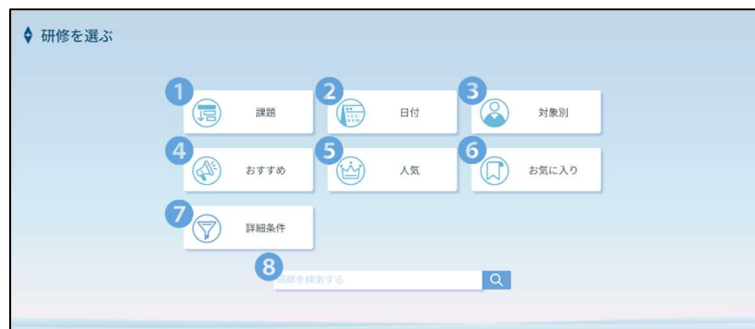 研修を選ぶ
1 課題
2 日付
3 対象別
4 おすすめ
5 人気
6 お気に入り
7 詳細条件
8 研修を検索する